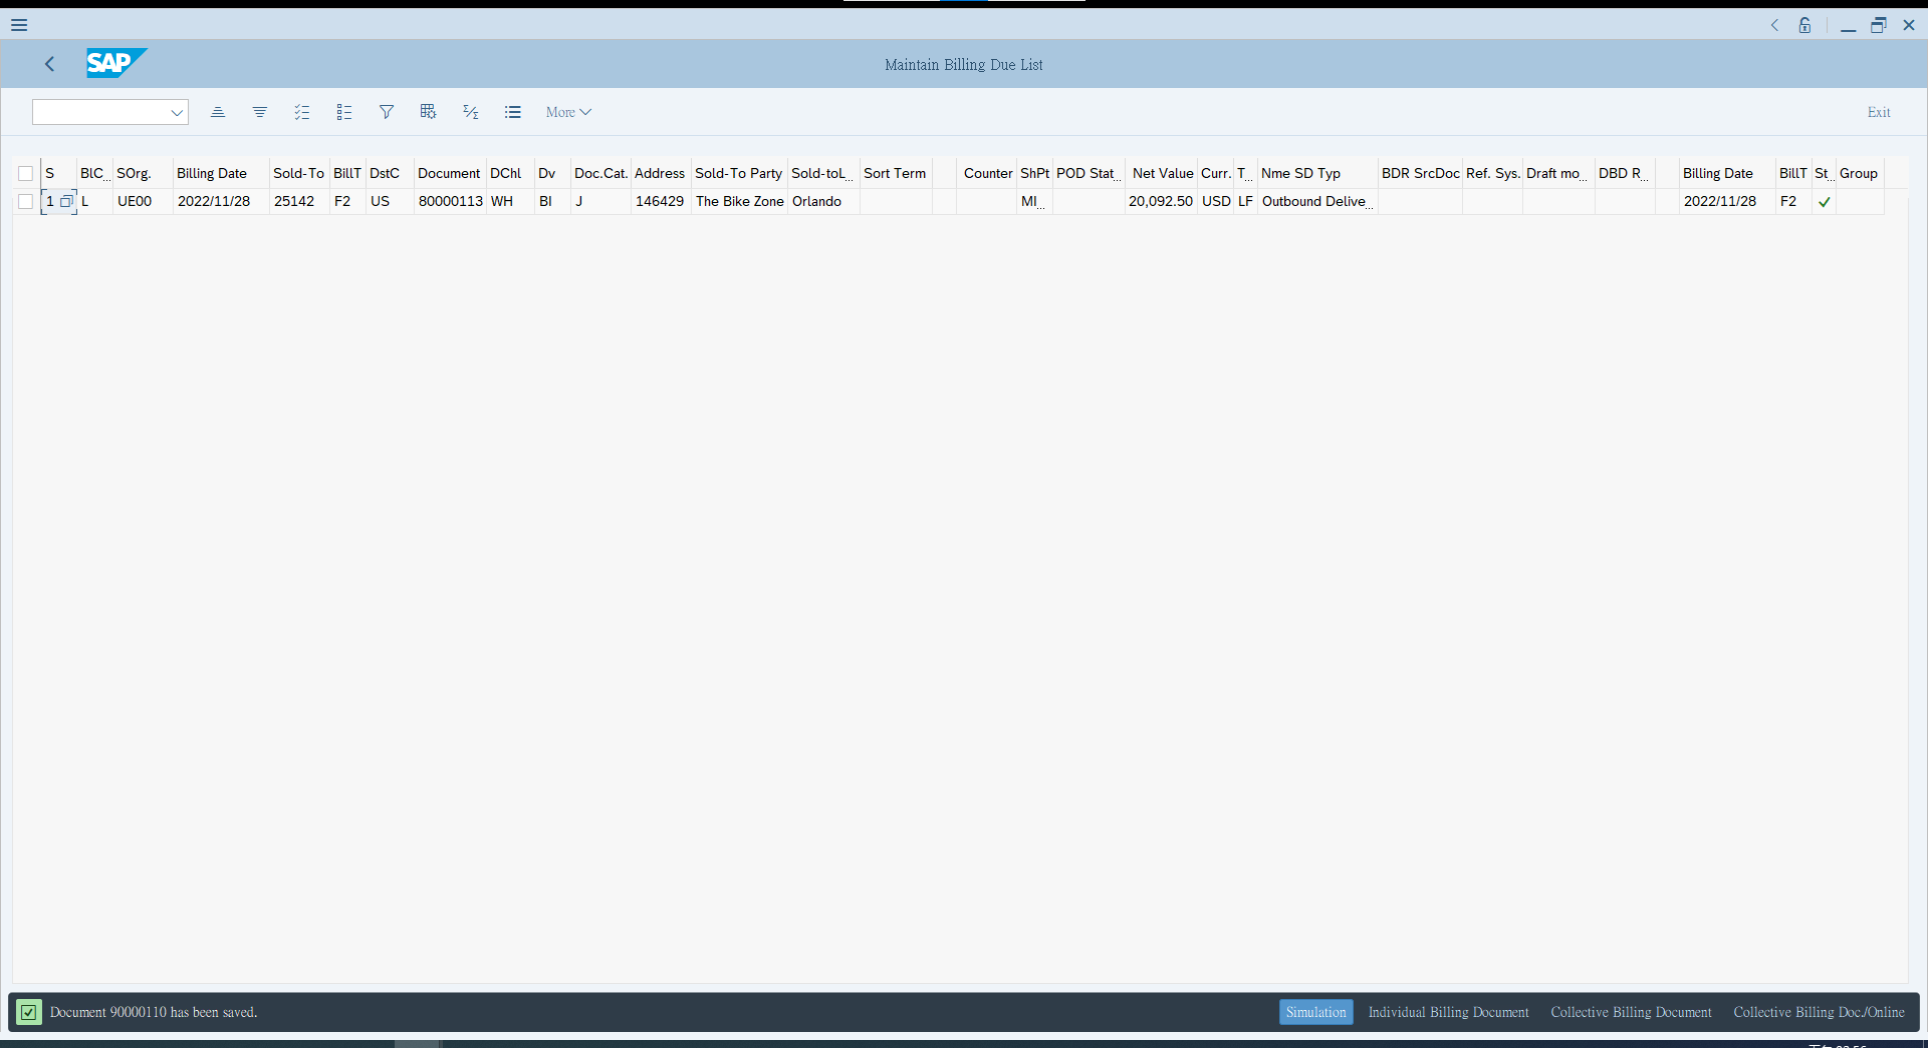 SAP
Maintain Billing Due List
More
Exit
S BlC... SOrg. Billing Date Sold-To BillT DstC Document DChl Dv Doc.Cat. Address Sold-To Party Sold-toL... Sort Term Counter ShPt POD Stat... Net Value Curr. T... Nme SD Typ BDR SrcDoc Ref. Sys. Draft mo... DBD R... Billing Date BillT St... Group
1 L UE00 2022/11/28 25142 F2 US 80000113 WH BI J 146429 The Bike Zone Orlando MI... 20,092.50 USD LF Outbound Delive... 2022/11/28 F2
Document 90000110 has been saved.
Simulation Individual Billing Document Collective Billing Document Collective Billing Doc./Online